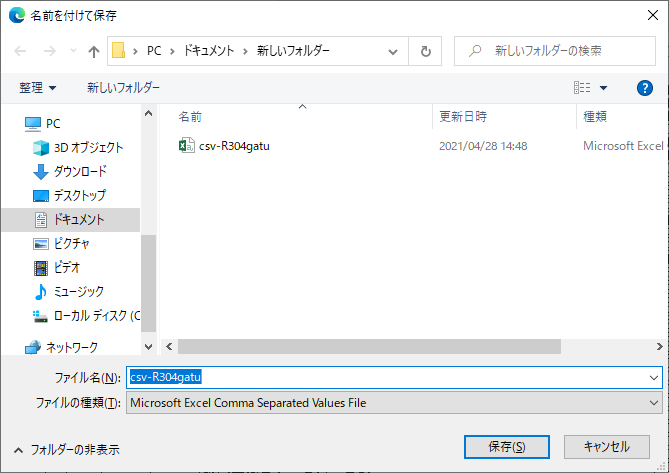 名前を付けて保存
PC > ドキュメント > 新しいフォルダー
新しいフォルダーの検索
整理 新しいフォルダー
名前 更新日時 種類
PC
3D オブジェクト
ダウンロード
デスクトップ
ドキュメント
ピクチャ
ビデオ
ミュージック
ローカル ディスク (C
ネットワーク
csv-R304gatu 2021/04/28 14:48 Microsoft Excel
ファイル名(N): csv-R304gatu
ファイルの種類(T): Microsoft Excel Comma Separated Values File
フォルダーの非表示
保存(S) キャンセル